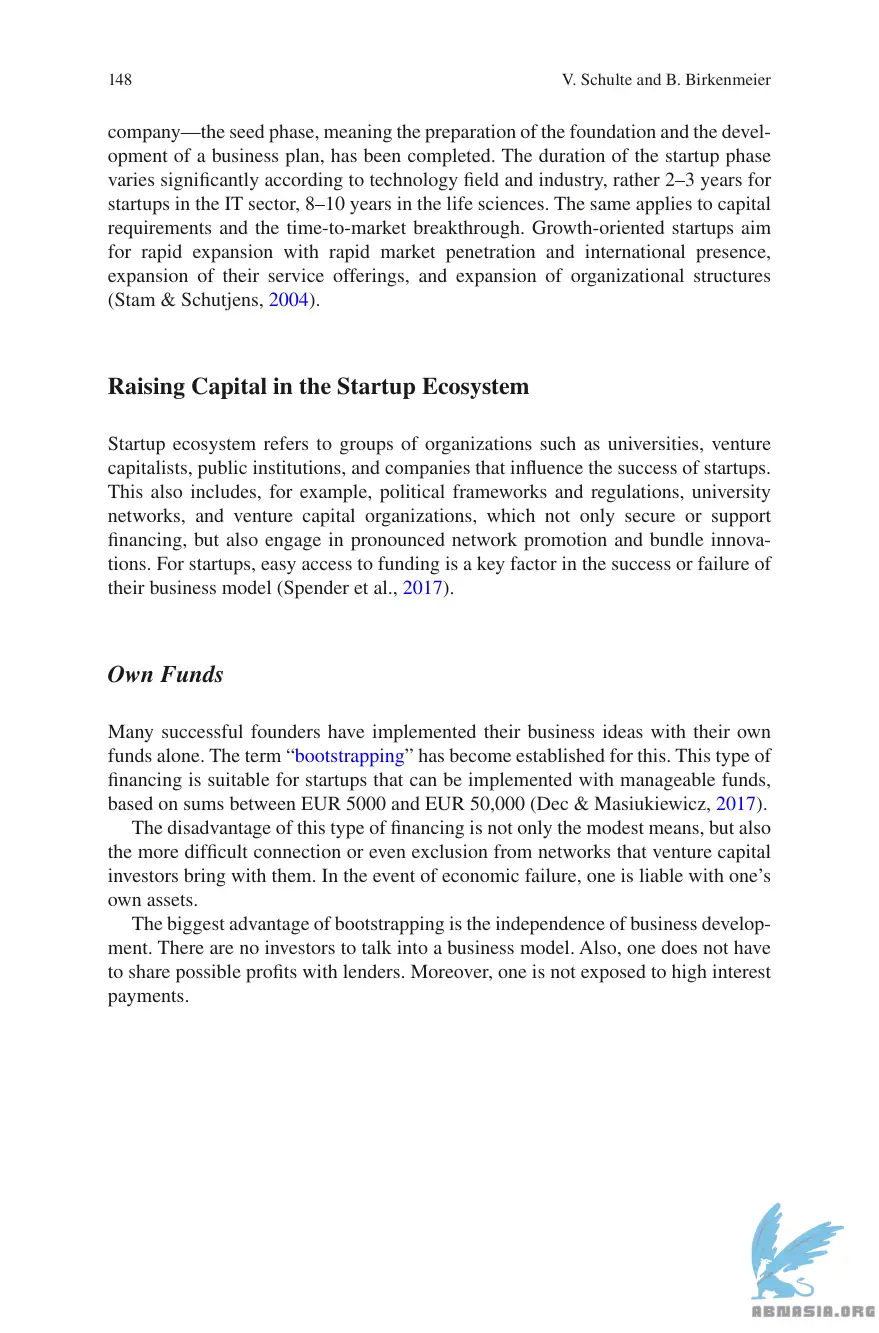 148
V. Schulte and B. Birkenmeier
company—the seed phase, meaning the preparation of the foundation and the devel-
opment of a business plan, has been completed. The duration of the startup phase
varies significantly according to technology field and industry, rather 2–3 years for
startups in the IT sector, 8–10 years in the life sciences. The same applies to capital
requirements and the time-to-market breakthrough. Growth-oriented startups aim
for rapid expansion with rapid market penetration and international presence,
expansion of their service offerings, and expansion of organizational structures
(Stam & Schutjens, 2004).
Raising Capital in the Startup Ecosystem
Startup ecosystem refers to groups of organizations such as universities, venture
capitalists, public institutions, and companies that influence the success of startups.
This also includes, for example, political frameworks and regulations, university
networks, and venture capital organizations, which not only secure or support
financing, but also engage in pronounced network promotion and bundle innova-
tions. For startups, easy access to funding is a key factor in the success or failure of
their business model (Spender et al., 2017).
Own Funds
Many successful founders have implemented their business ideas with their own
funds alone. The term “bootstrapping” has become established for this. This type of
financing is suitable for startups that can be implemented with manageable funds,
based on sums between EUR 5000 and EUR 50,000 (Dec & Masiukiewicz, 2017).
The disadvantage of this type of financing is not only the modest means, but also
the more difficult connection or even exclusion from networks that venture capital
investors bring with them. In the event of economic failure, one is liable with one’s
own assets.
The biggest advantage of bootstrapping is the independence of business develop-
ment. There are no investors to talk into a business model. Also, one does not have
to share possible profits with lenders. Moreover, one is not exposed to high interest
payments.
ABNASIA.ORG